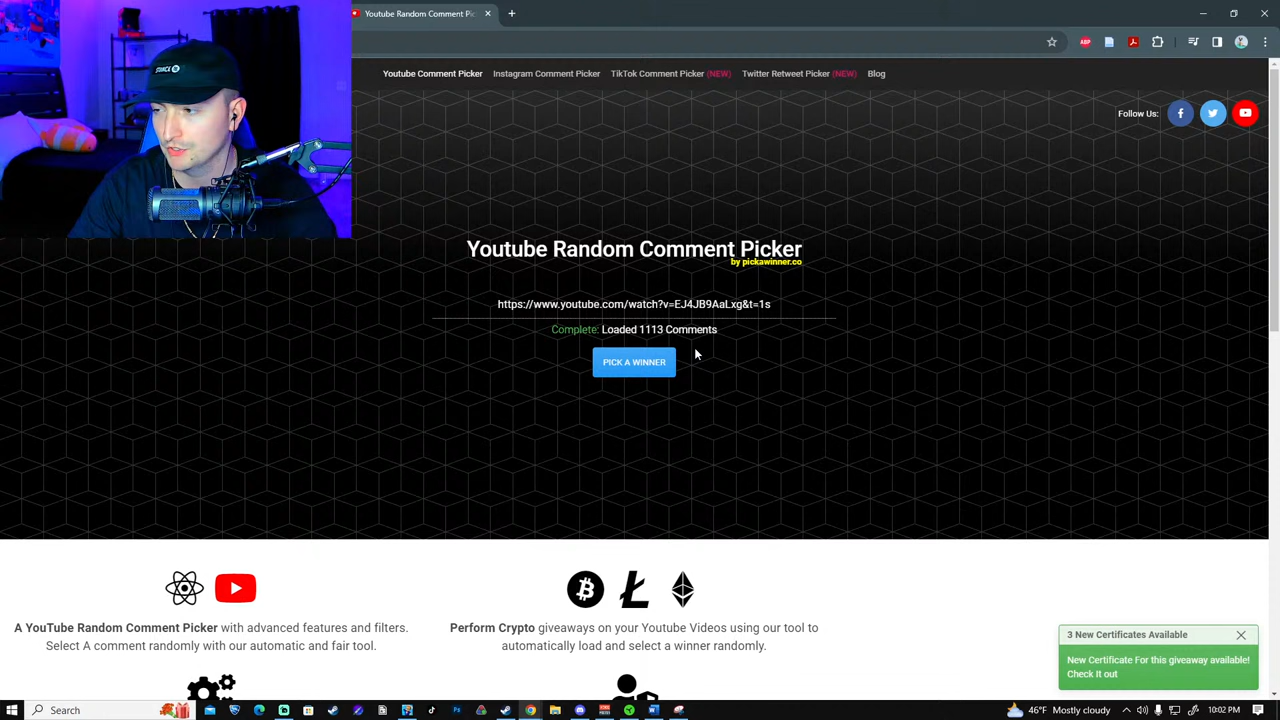 Youtube Random Comment Picker
Youtube Comment Picker
Instagram Comment Picker
TikTok Comment Picker (NEW)
Twitter Retweet Picker (NEW)
Blog
Follow Us:
Youtube Random Comment Picker
by pickawinner.co
https://www.youtube.com/watch?v=EJ4JB9AaLxg&t=1s
Complete: Loaded 1113 Comments
PICK A WINNER
A YouTube Random Comment Picker with advanced features and filters.
Select A comment randomly with our automatic and fair tool.
Perform Crypto giveaways on your Youtube Videos using our tool to
automatically load and select a winner randomly.
3 New Certificates Available
New Certificate For this giveaway available!
Check It out
Search
46°F Mostly cloudy
10:02 PM